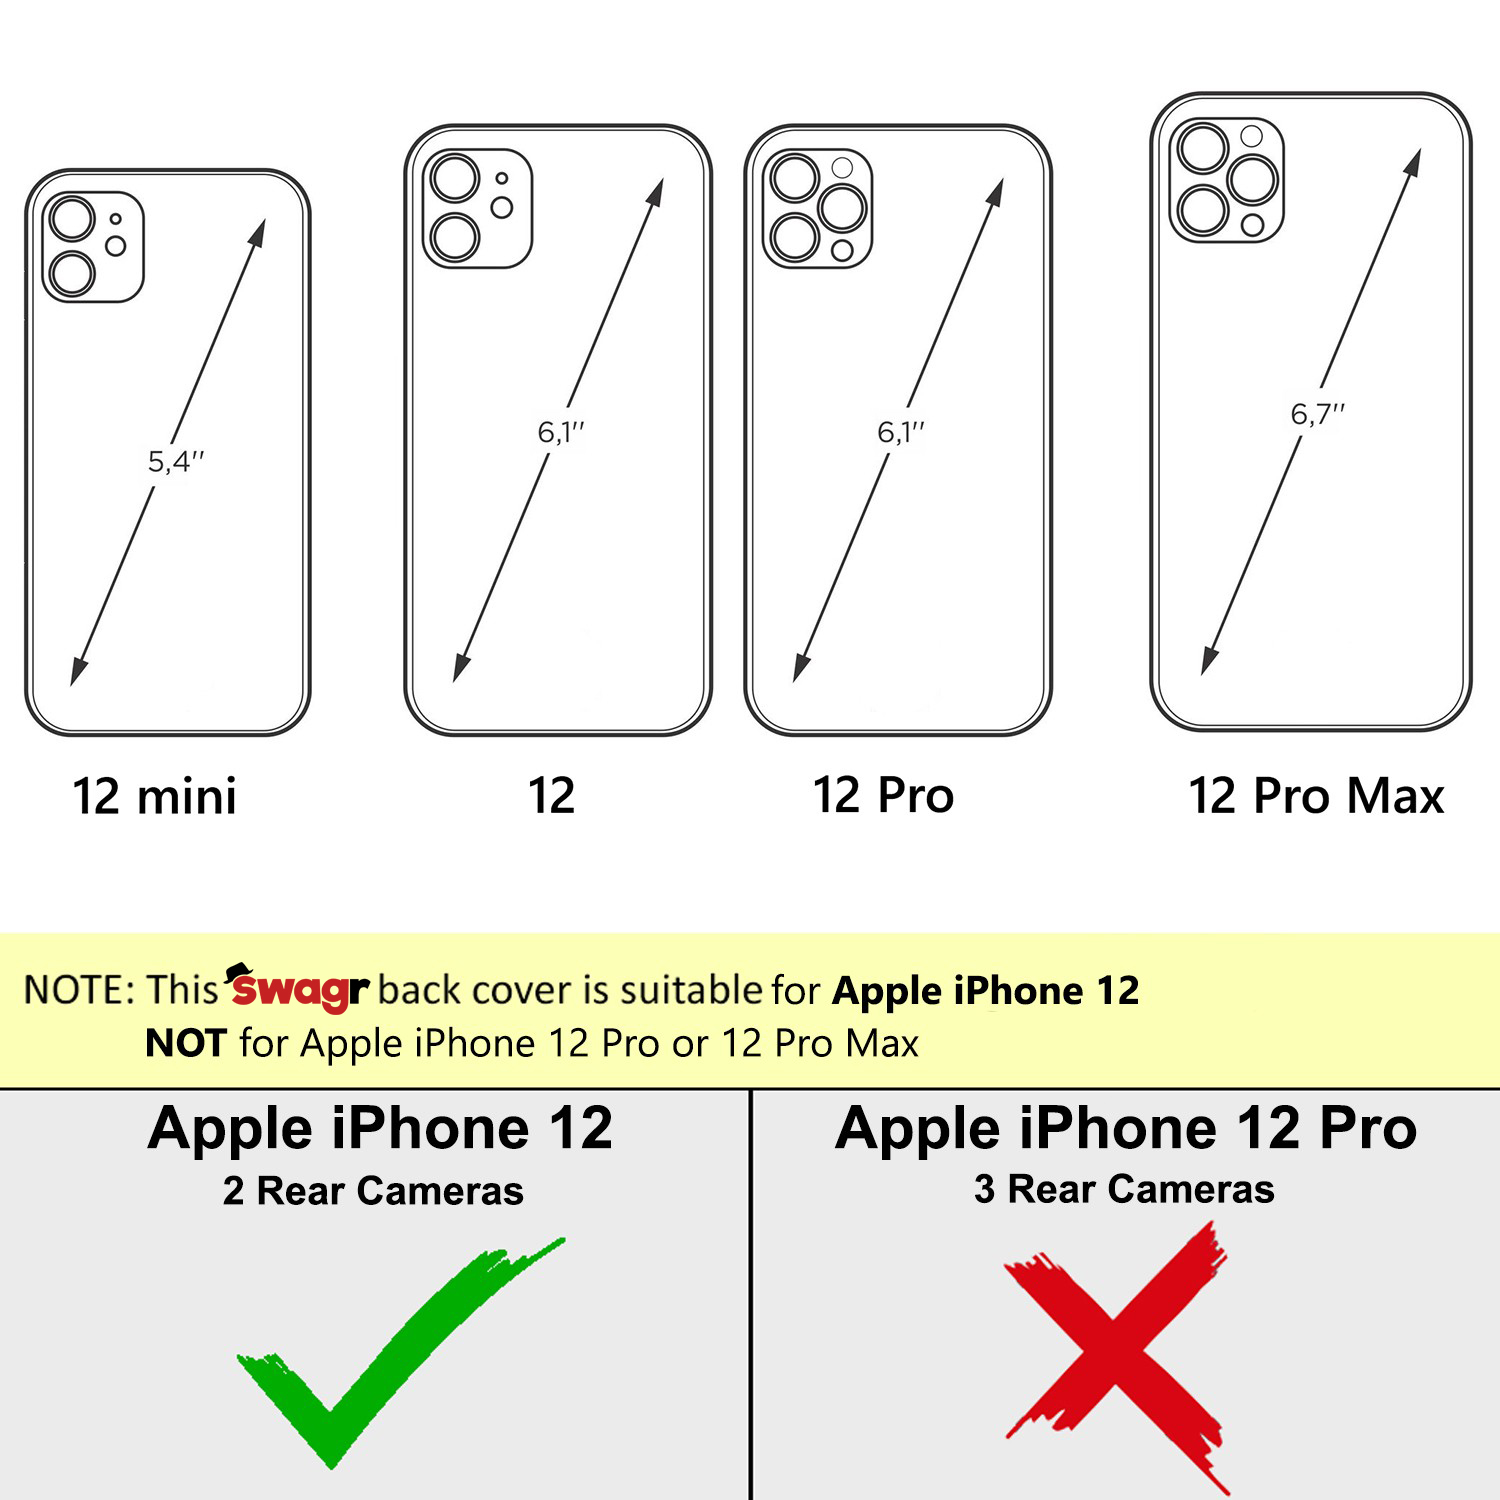 5,4''
6,1''
6,1''
6,7''
12 mini
12
12 Pro
12 Pro Max
NOTE: This swagr back cover is suitable for Apple iPhone 12
NOT for Apple iPhone 12 Pro or 12 Pro Max
Apple iPhone 12
2 Rear Cameras
Apple iPhone 12 Pro
3 Rear Cameras